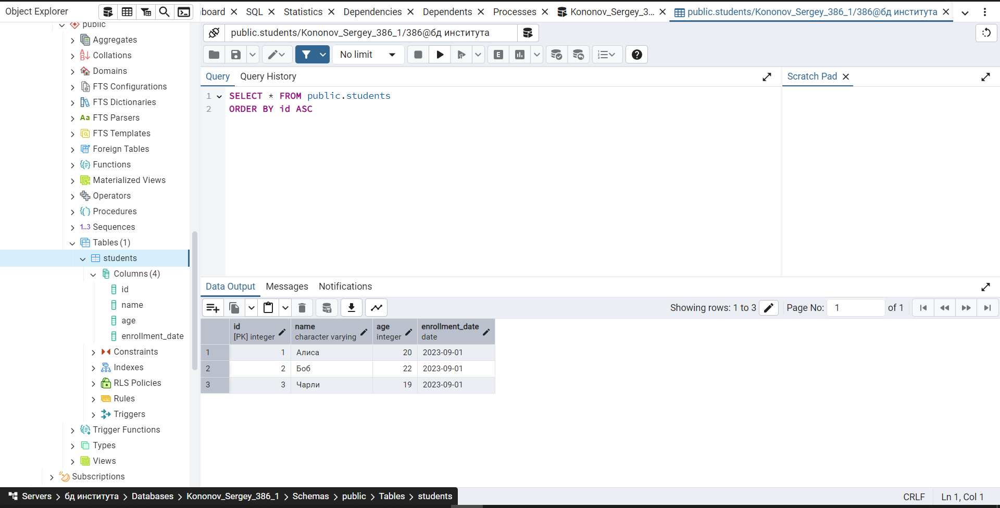 Object Explorer
board
SQL
Statistics
Dependencies
Dependents
Processes
Kononov_Sergey_3...
public.students/Kononov_Sergey_386_1/386@бд института
public
Aggregates
Collations
Domains
FTS Configurations
FTS Dictionaries
Aa FTS Parsers
FTS Templates
Foreign Tables
Functions
Materialized Views
Operators
Procedures
1..3 Sequences
Tables (1)
students
Columns (4)
id
name
age
enrollment_date
Constraints
Indexes
RLS Policies
Rules
Triggers
Trigger Functions
Types
Views
Subscriptions
public.students/Kononov_Sergey_386_1/386@бд института
No limit
E
Query
Query History
Scratch Pad
1 SELECT * FROM public.students
2 ORDER BY id ASC
Data Output
Messages
Notifications
Showing rows: 1 to 3
Page No: 1 of 1
id
[PK] integer
name
character varying
age
integer
enrollment_date
date
1 1 Алиса 20 2023-09-01
2 2 Боб 22 2023-09-01
3 3 Чарли 19 2023-09-01
Servers > бд института > Databases > Kononov_Sergey_386_1 > Schemas > public > Tables > students
CRLF
Ln 1, Col 1